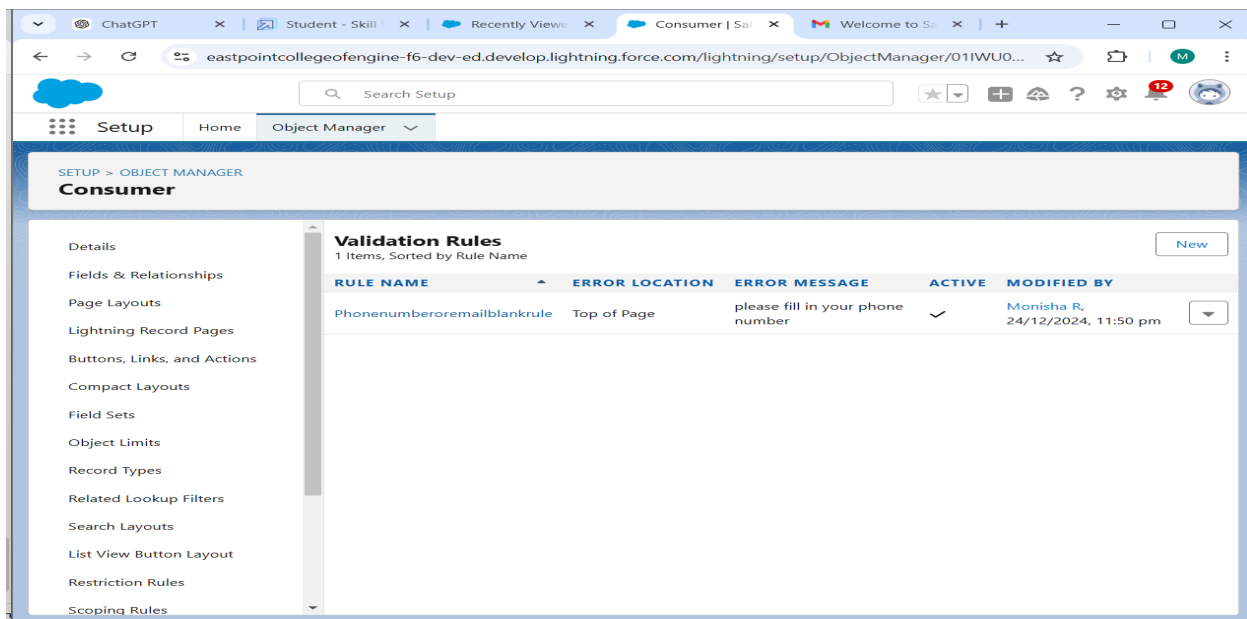 ChatGPT
Student - Skill
Recently Viewe
Consumer | Sal
Welcome to Sa
eastpointcollegeofengine-f6-dev-ed.develop.lightning.force.com/lightning/setup/ObjectManager/01IWU0...
M
Search Setup
12
Setup
Home
Object Manager
SETUP > OBJECT MANAGER
Consumer
Details
Fields & Relationships
Page Layouts
Lightning Record Pages
Buttons, Links, and Actions
Compact Layouts
Field Sets
Object Limits
Record Types
Related Lookup Filters
Search Layouts
List View Button Layout
Restriction Rules
Scoping Rules
Validation Rules
1 Items, Sorted by Rule Name
New
RULE NAME ERROR LOCATION ERROR MESSAGE ACTIVE MODIFIED BY
Phonenumberoremailblankrule Top of Page please fill in your phone Monisha R,
number 24/12/2024, 11:50 pm